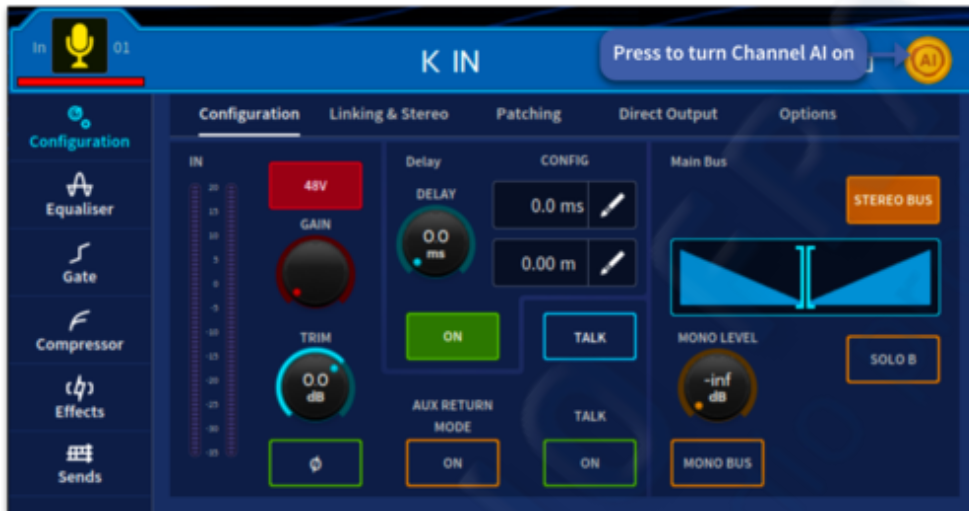 In
01
K IN
Press to turn Channel AI on
AI
Configuration
Equaliser
Gate
Compressor
Effects
Sends
Configuration
Linking & Stereo
Patching
Direct Output
Options
IN
20
15
10
5
0
-5
-10
-15
-20
-25
-30
48V
GAIN
TRIM
0.0
dB
Ø
Delay
DELAY
0.0
ms
CONFIG
0.0 ms
0.00 m
ON
TALK
AUX RETURN
MODE
ON
TALK
ON
Main Bus
STEREO BUS
MONO LEVEL
-inf
dB
SOLO B
MONO BUS